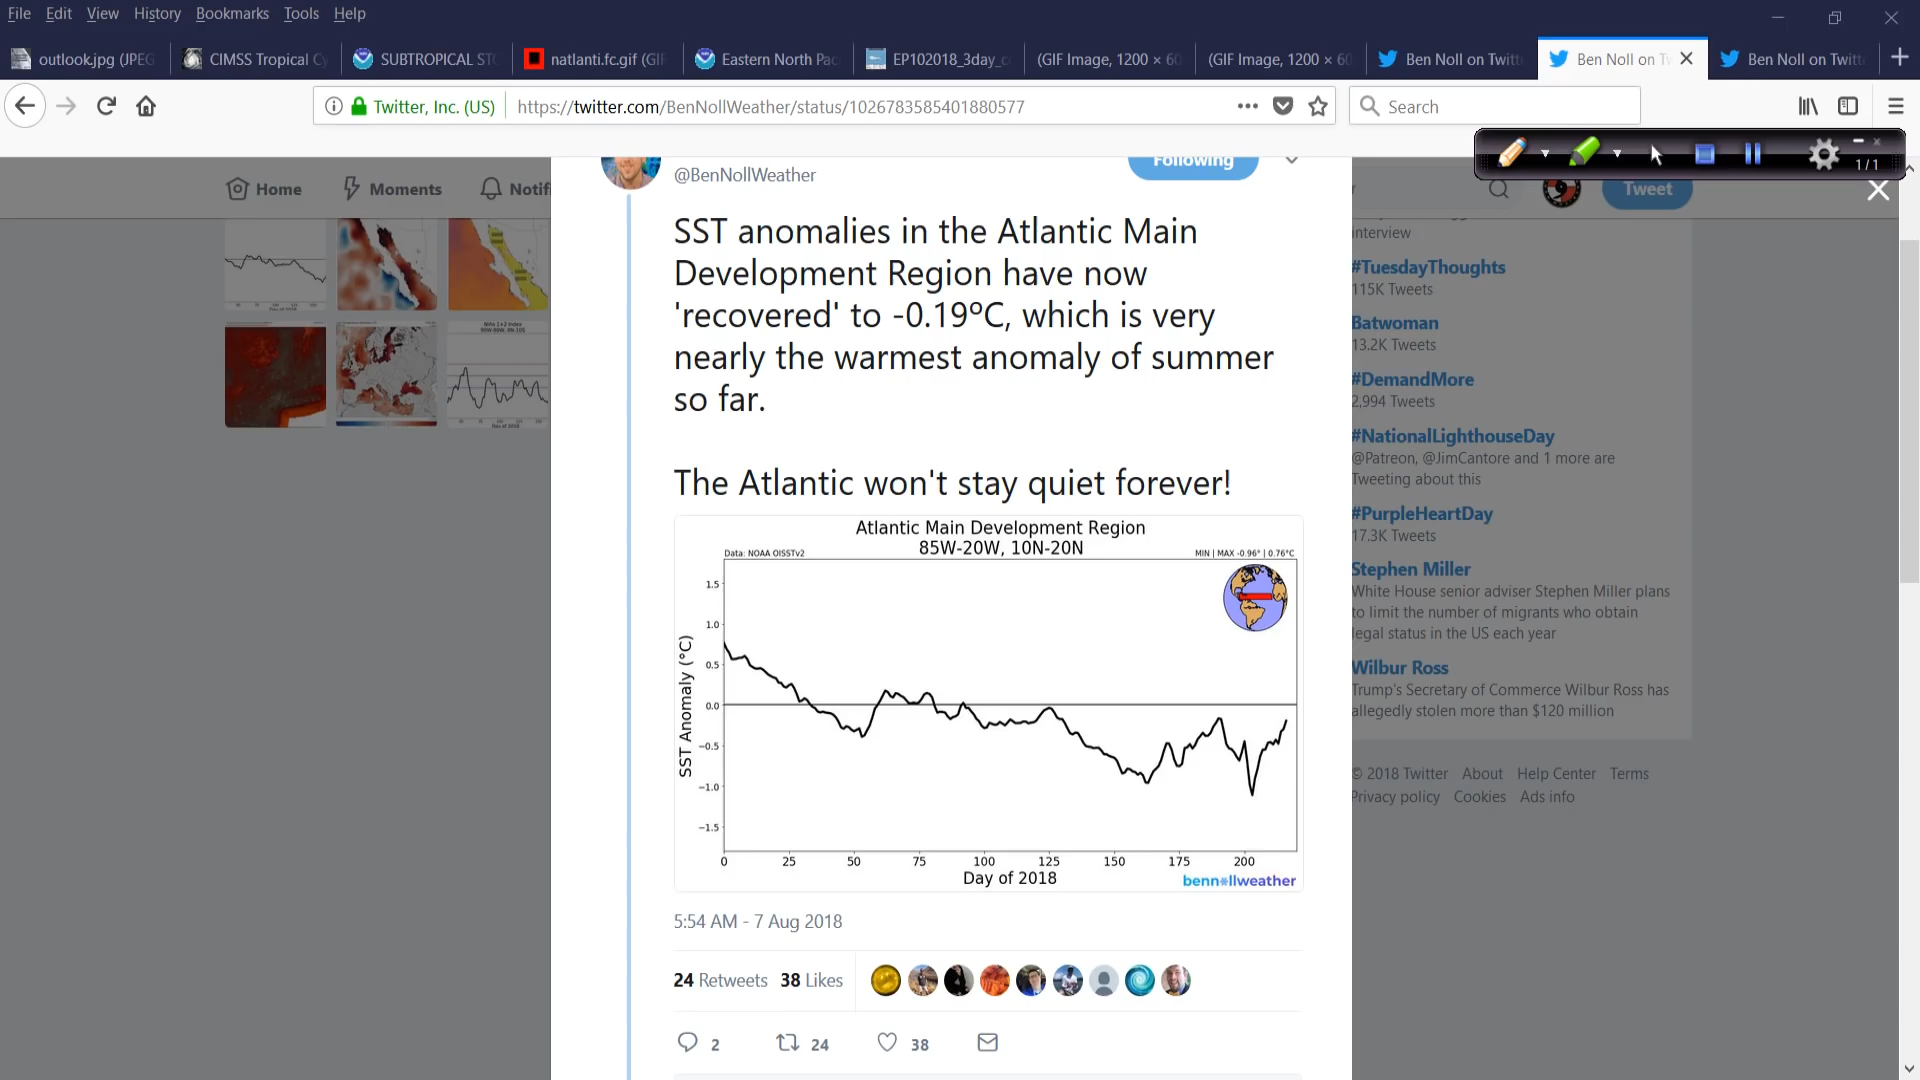 File Edit View History Bookmarks Tools Help
outlook.jpg (JPEG
CIMSS Tropical Cy
SUBTROPICAL ST
natlanti.fc.gif (GIF
Eastern North Pac
EP102018_3day_c
(GIF Image, 1200 × 60
(GIF Image, 1200 × 60
Ben Noll on Twitt
Ben Noll on T
Ben Noll on Twitt
Twitter, Inc. (US)
https://twitter.com/BenNollWeather/status/1026783585401880577
Search
1/1
Home
Moments
Notif
@BenNollWeather
Following
Tweet
SST anomalies in the Atlantic Main
Development Region have now
'recovered' to -0.19ºC, which is very
nearly the warmest anomaly of summer
so far.
The Atlantic won't stay quiet forever!
Atlantic Main Development Region
85W-20W, 10N-20N
Data: NOAA OISSTv2
MIN | MAX -0.96° | 0.76°C
SST Anomaly (°C)
1.5
1.0
0.5
0.0
−0.5
−1.0
−1.5
0 25 50 75 100 125 150 175 200
Day of 2018
bennollweather
5:54 AM - 7 Aug 2018
24 Retweets 38 Likes
2 24 38
interview
#TuesdayThoughts
115K Tweets
Batwoman
13.2K Tweets
#DemandMore
2,994 Tweets
#NationalLighthouseDay
@Patreon, @JimCantore and 1 more are
Tweeting about this
#PurpleHeartDay
17.3K Tweets
Stephen Miller
White House senior adviser Stephen Miller plans
to limit the number of migrants who obtain
legal status in the US each year
Wilbur Ross
Trump's Secretary of Commerce Wilbur Ross has
allegedly stolen more than $120 million
© 2018 Twitter About Help Center Terms
Privacy policy Cookies Ads info